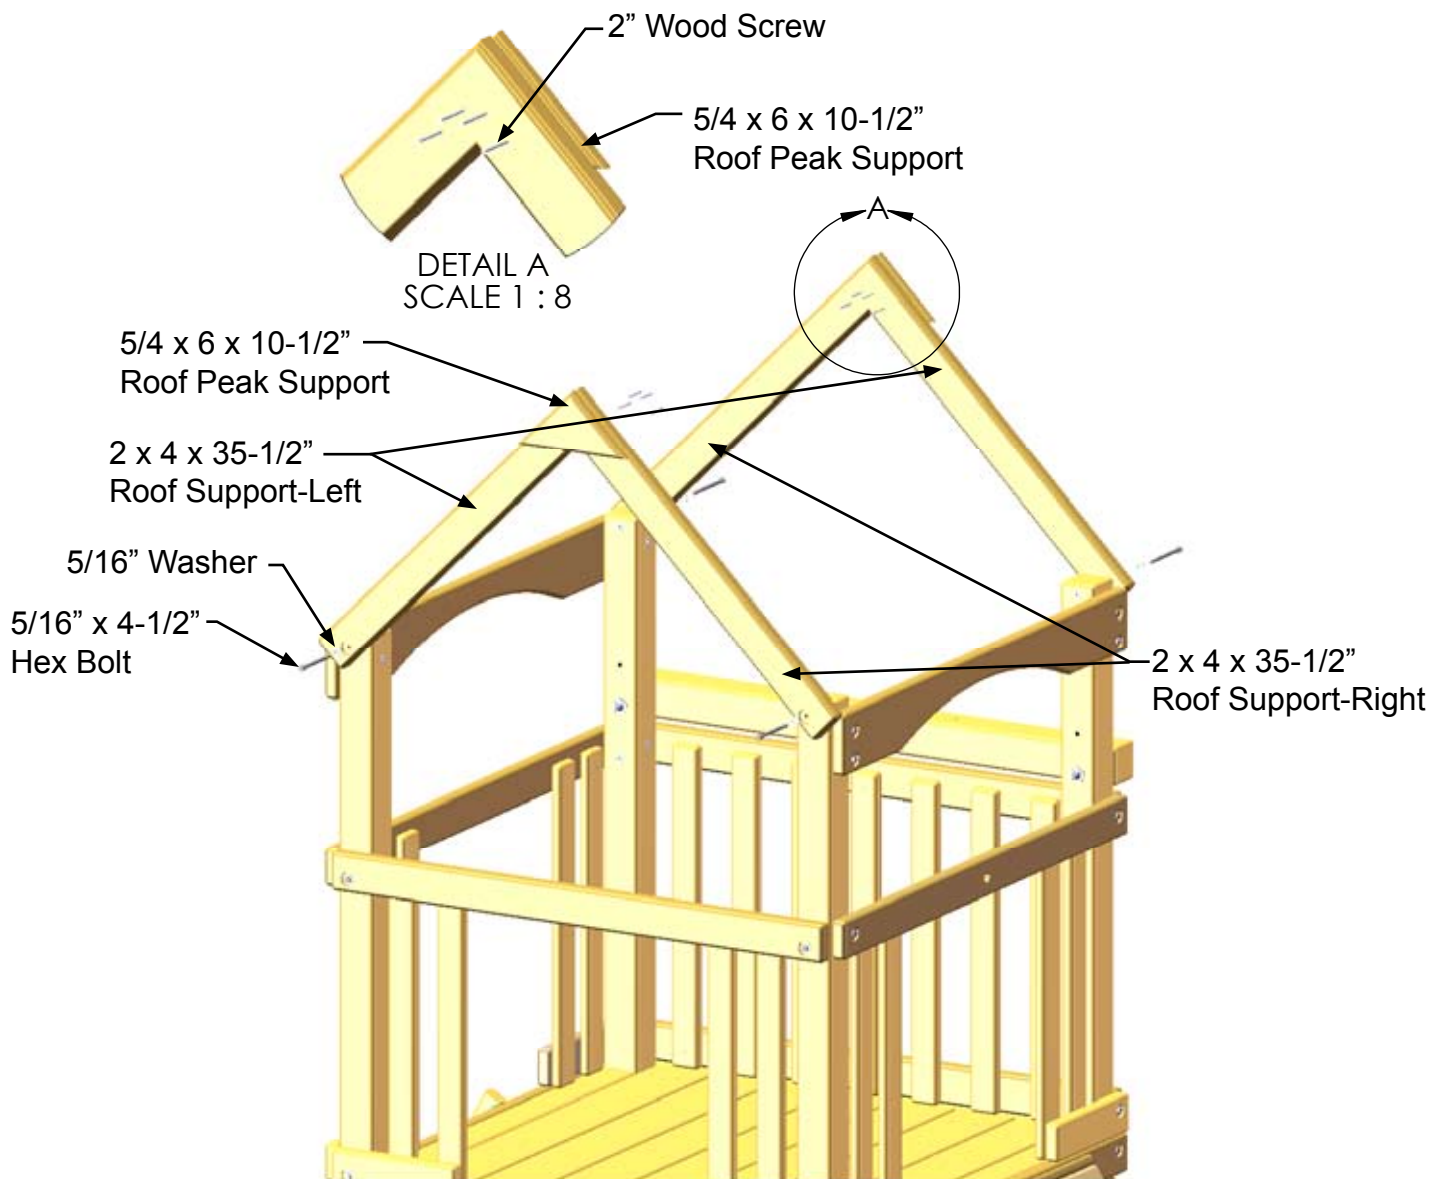 2” Wood Screw
5/4 x 6 x 10-1/2”
Roof Peak Support
A
DETAIL A
SCALE 1 : 8
5/4 x 6 x 10-1/2”
Roof Peak Support
2 x 4 x 35-1/2”
Roof Support-Left
5/16” Washer
5/16” x 4-1/2”
Hex Bolt
2 x 4 x 35-1/2”
Roof Support-Right